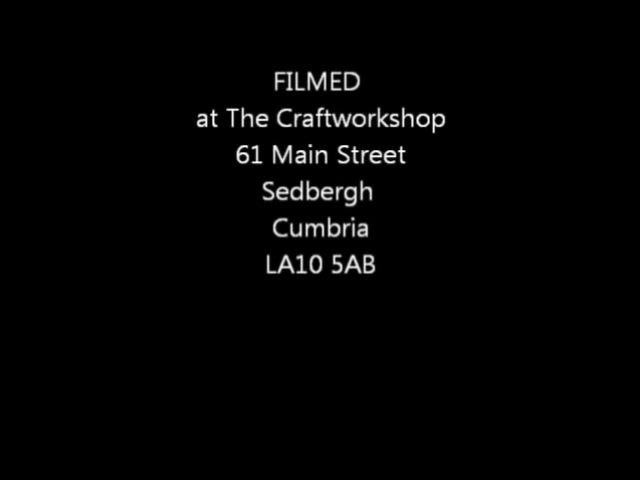 FILMED
at The Craftworkshop
61 Main Street
Sedbergh
Cumbria
LA10 5AB